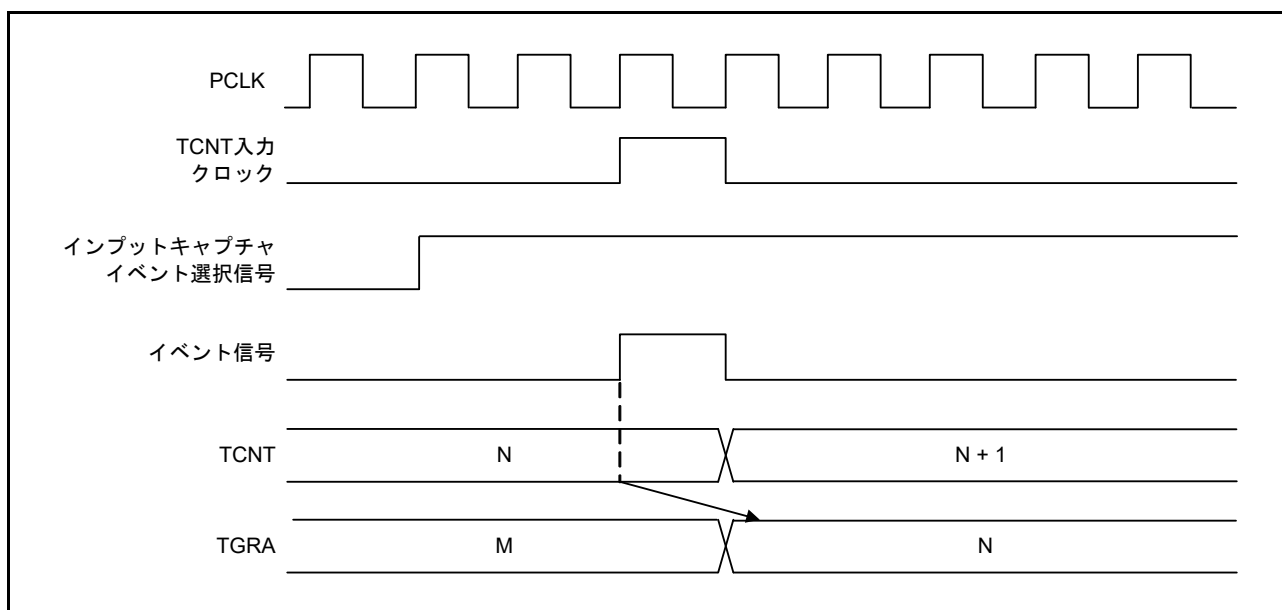 PCLK
TCNT入力
クロック
インプットキャプチャ
イベント選択信号
イベント信号
TCNT
N
N + 1
TGRA
M
N